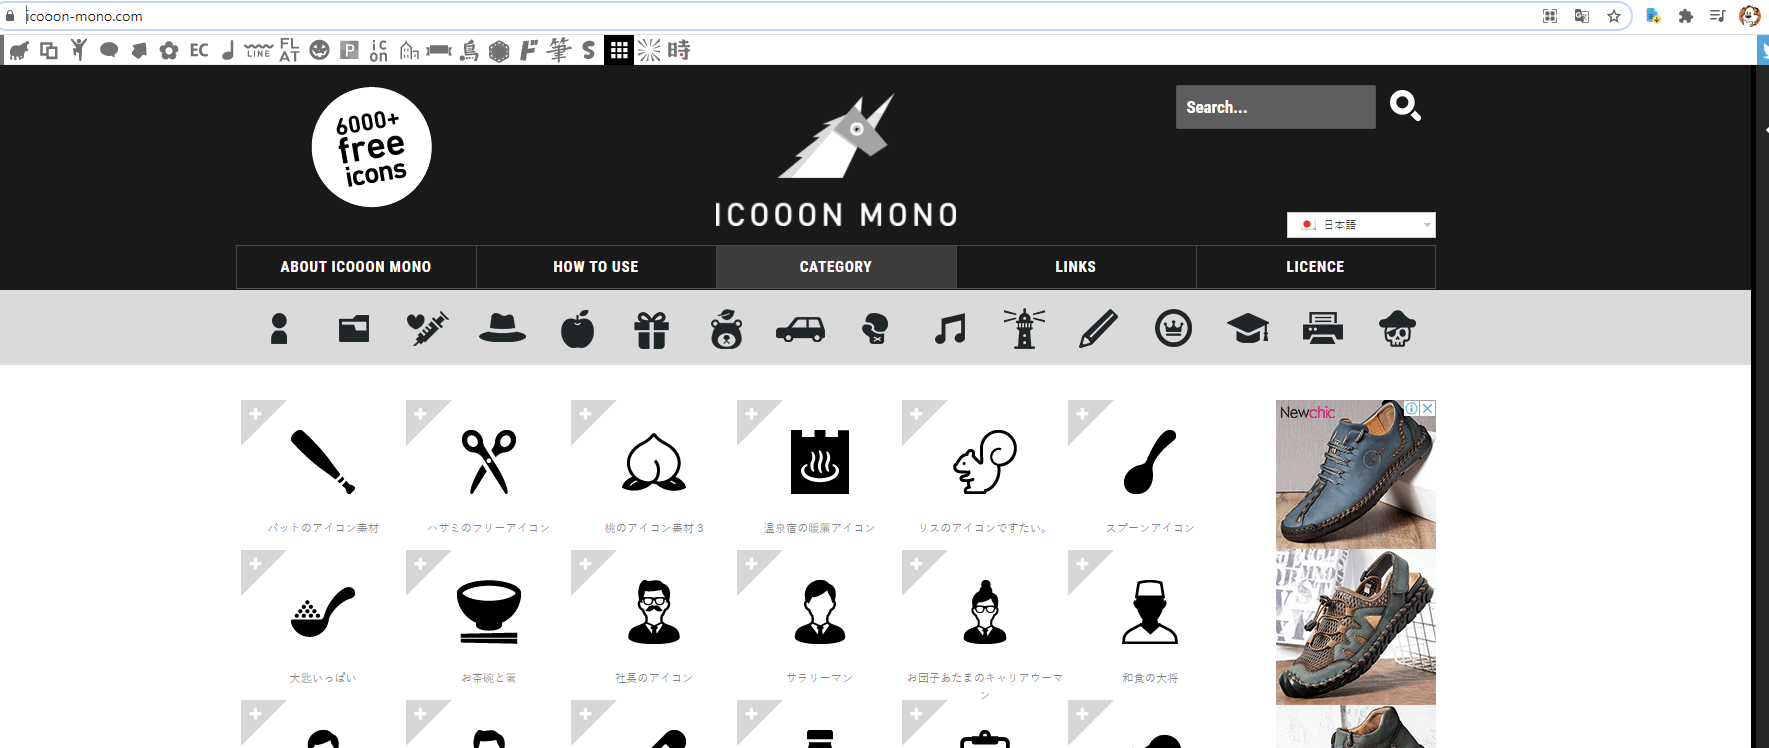 icooon-mono.com
EC
LINE
FL
AT
P
ic
on
鳥
ド
筆
S
時
6000+
free
icons
ICOOON MONO
Search...
日本語
ABOUT ICOOON MONO
HOW TO USE
CATEGORY
LINKS
LICENCE
Newchic
バットのアイコン素材
ハサミのフリーアイコン
桃のアイコン素材 3
温泉宿の暖簾アイコン
リスのアイコンですたい。
スプーンアイコン
大匙いっぱい
お茶碗と箸
社長のアイコン
サラリーマン
お団子あたまのキャリアウーマ
ン
和食の大将